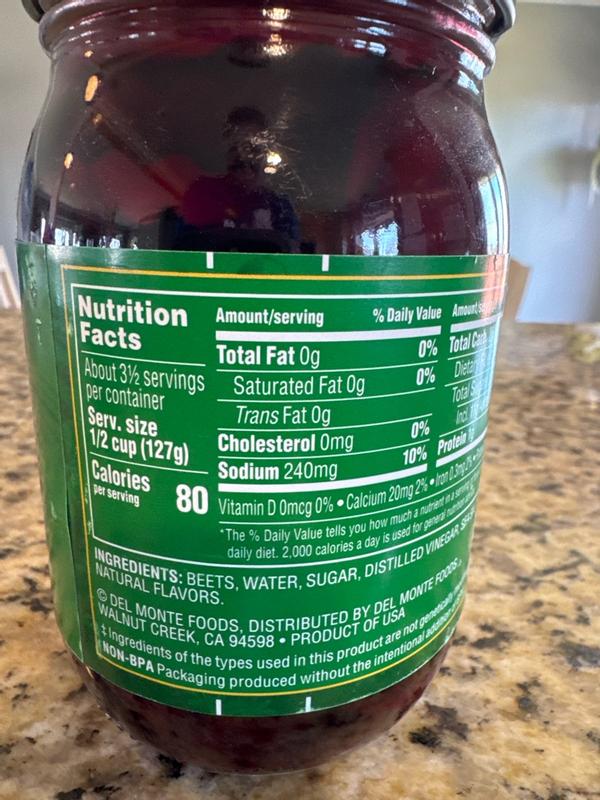 Nutrition
Facts
About 3½ servings
per container
Serv. size
1/2 cup (127g)
Calories 80
per serving
Amount/serving % Daily Value
Total Fat 0g 0%
Saturated Fat 0g 0%
Trans Fat 0g
Cholesterol 0mg 0%
Sodium 240mg 10%
Amount
Total Carb
Total
Protein
Vitamin D 0mcg 0% • Calcium 20mg 2% • Iron 0.3mg 2% •
*The % Daily Value tells you how much a nutrient in a
daily diet. 2,000 calories a day is used for general
INGREDIENTS: BEETS, WATER, SUGAR, DISTILLED VINEGAR,
NATURAL FLAVORS.
© DEL MONTE FOODS, DISTRIBUTED BY DEL MONTE FOODS
WALNUT CREEK, CA 94598 • PRODUCT OF USA
‡ Ingredients of the types used in this product are not genetically
NON-BPA Packaging produced without the intentional